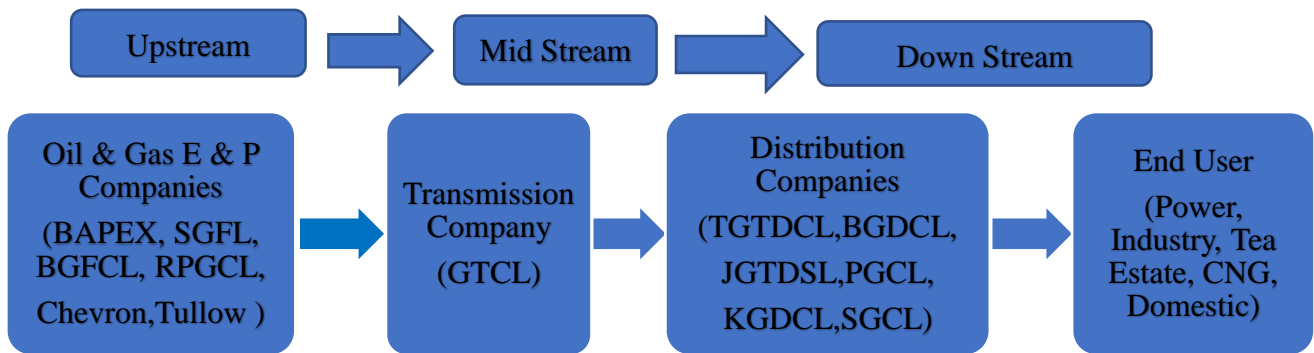 Upstream
Mid Stream
Down Stream
Oil & Gas E & P
Companies
(BAPEX, SGFL,
BGFCL, RPGCL,
Chevron,Tullow )
Transmission
Company
(GTCL)
Distribution
Companies
(TGTDCL,BGDCL,
JGTDSL,PGCL,
KGDCL,SGCL)
End User
(Power,
Industry, Tea
Estate, CNG,
Domestic)